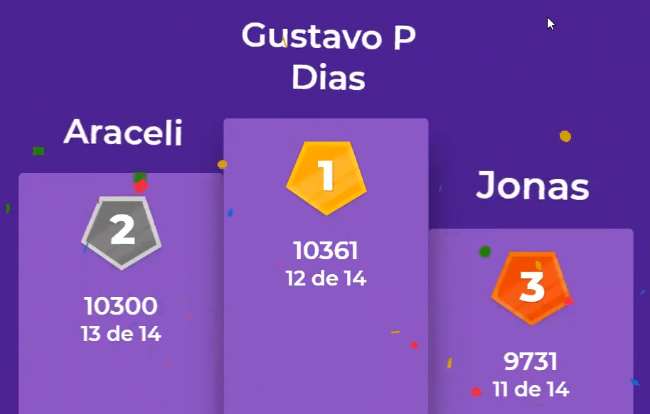 Gustavo P
Dias
1
10361
12 de 14
Araceli
2
10300
13 de 14
Jonas
3
9731
11 de 14